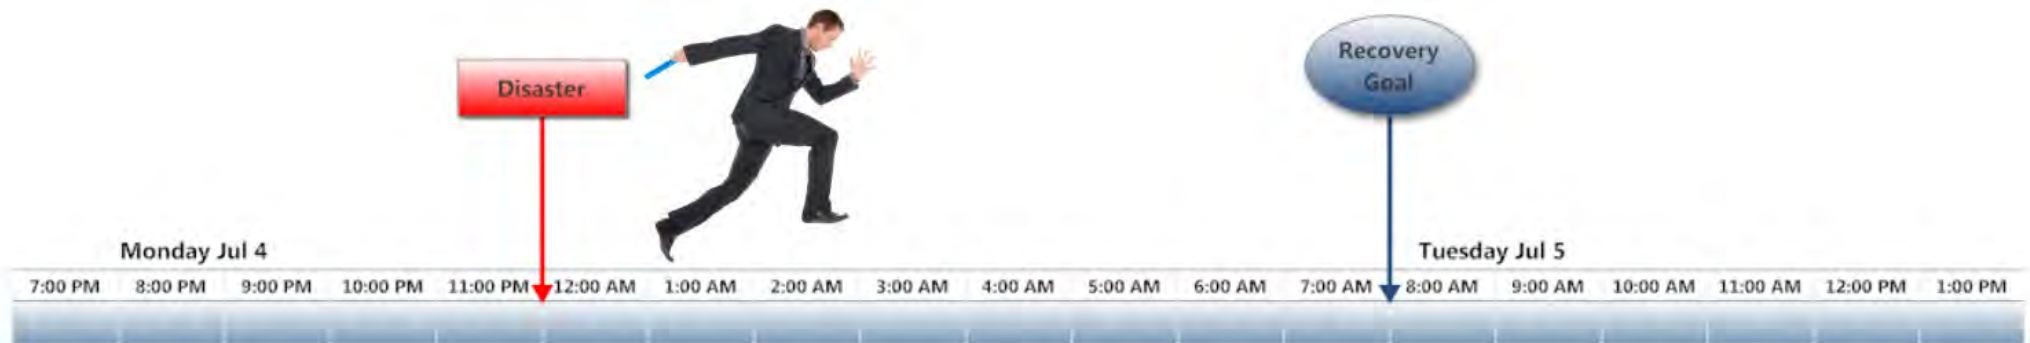 Disaster
Recovery
Goal
Monday Jul 4
Tuesday Jul 5
7:00 PM 8:00 PM 9:00 PM 10:00 PM 11:00 PM 12:00 AM 1:00 AM 2:00 AM 3:00 AM 4:00 AM 5:00 AM 6:00 AM 7:00 AM 8:00 AM 9:00 AM 10:00 AM 11:00 AM 12:00 PM 1:00 PM